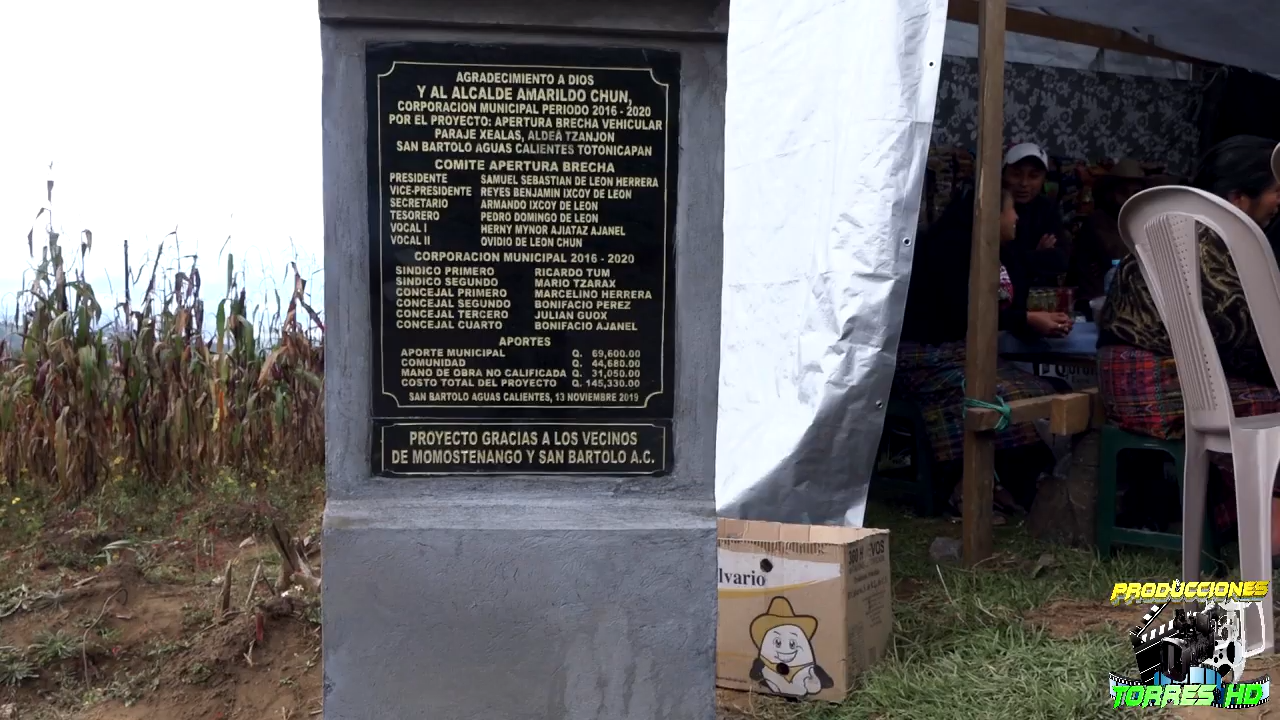 AGRADECIMIENTO A DIOS
Y AL ALCALDE AMARILDO CHUN,
CORPORACION MUNICIPAL PERIODO 2016 - 2020
POR EL PROYECTO: APERTURA BRECHA VEHICULAR
PARAJE XEALAS, ALDEA TZANJON
SAN BARTOLO AGUAS CALIENTES TOTONICAPAN
COMITE APERTURA BRECHA
PRESIDENTE SAMUEL SEBASTIAN DE LEON HERRERA
VICE-PRESIDENTE REYES BENJAMIN IXCOY DE LEON
SECRETARIO ARMANDO IXCOY DE LEON
TESORERO PEDRO DOMINGO DE LEON
VOCAL I HERNY MYNOR AJIATAZ AJANEL
VOCAL II OVIDIO DE LEON CHUN
CORPORACION MUNICIPAL 2016 - 2020
SINDICO PRIMERO RICARDO TUM
SINDICO SEGUNDO MARIO TZARAX
CONCEJAL PRIMERO MARCELINO HERRERA
CONCEJAL SEGUNDO BONIFACIO PEREZ
CONCEJAL TERCERO JULIAN GUOX
CONCEJAL CUARTO BONIFACIO AJANEL
APORTES
APORTE MUNICIPAL Q. 69,600.00
COMUNIDAD Q. 44,680.00
MANO DE OBRA NO CALIFICADA Q. 31,050.00
COSTO TOTAL DEL PROYECTO Q. 145,330.00
SAN BARTOLO AGUAS CALIENTES, 13 NOVIEMBRE 2019
PROYECTO GRACIAS A LOS VECINOS
DE MOMOSTENANGO Y SAN BARTOLO A.C.
lvario
360 H VOS
PRODUCCIONES
TORRES HD